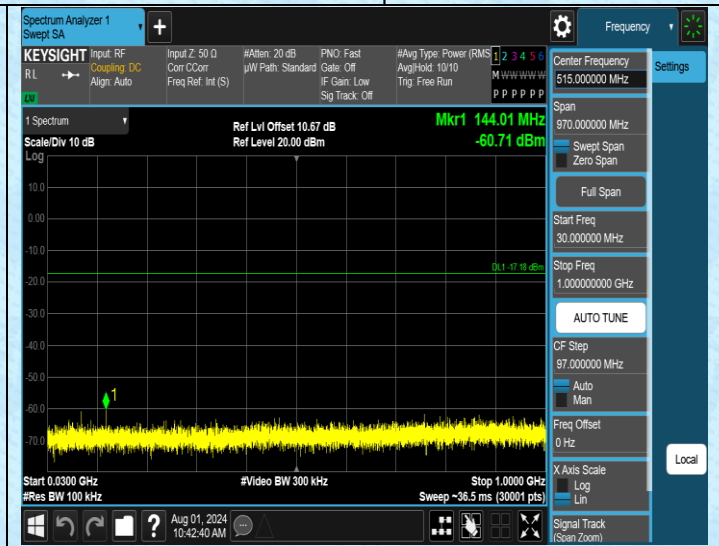 Spectrum Analyzer 1
Swept SA
+
Frequency
KEYSIGHT
RL
Input: RF
Coupling: DC
Align: Auto
Input Z: 50 Ω
Corr CCorr
Freq Ref: Int (S)
#Atten: 20 dB
µW Path: Standard
PNO: Fast
Gate: Off
IF Gain: Low
Sig Track: Off
#Avg Type: Power (RMS
Avg|Hold: 10/10
Trig: Free Run
1 2 3 4 5 6
M W W W W W
P P P P P P
LXI
1 Spectrum
Scale/Div 10 dB
Ref Lvl Offset 10.67 dB
Ref Level 20.00 dBm
Mkr1 144.01 MHz
-60.71 dBm
Log
10.0
0.00
-10.0
DL1 -17.18 dBm
-20.0
-30.0
-40.0
-50.0
1
-60.0
-70.0
Start 0.0300 GHz
#Res BW 100 kHz
#Video BW 300 kHz
Stop 1.0000 GHz
Sweep ~36.5 ms (30001 pts)
Center Frequency
515.000000 MHz
Settings
Span
970.000000 MHz
Swept Span
Zero Span
Full Span
Start Freq
30.000000 MHz
Stop Freq
1.000000000 GHz
AUTO TUNE
CF Step
97.000000 MHz
Auto
Man
Freq Offset
0 Hz
X Axis Scale
Log
Lin
Local
Signal Track
(Span Zoom)
?
Aug 01, 2024
10:42:40 AM